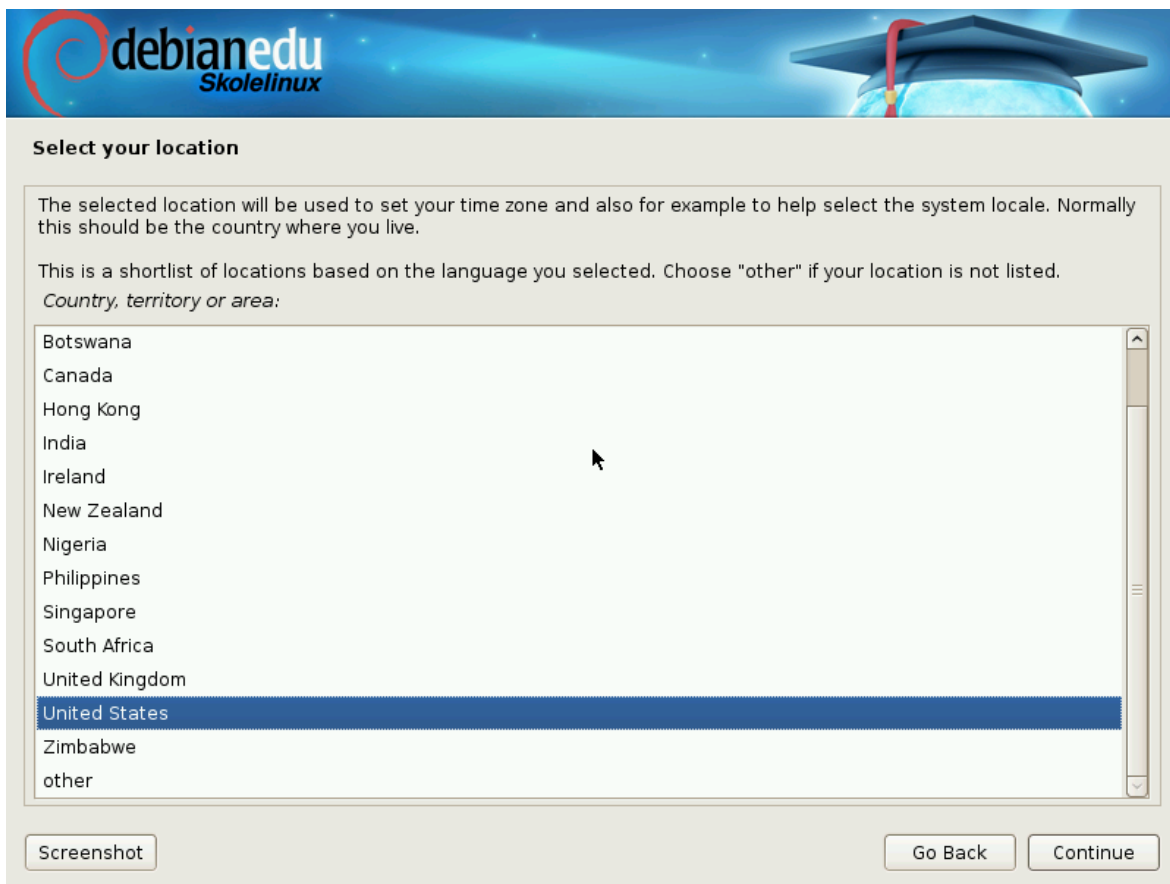 debianedu
Skolelinux
Select your location
The selected location will be used to set your time zone and also for example to help select the system locale. Normally
this should be the country where you live.
This is a shortlist of locations based on the language you selected. Choose "other" if your location is not listed.
Country, territory or area:
Botswana
Canada
Hong Kong
India
Ireland
New Zealand
Nigeria
Philippines
Singapore
South Africa
United Kingdom
United States
Zimbabwe
other
Screenshot
Go Back
Continue